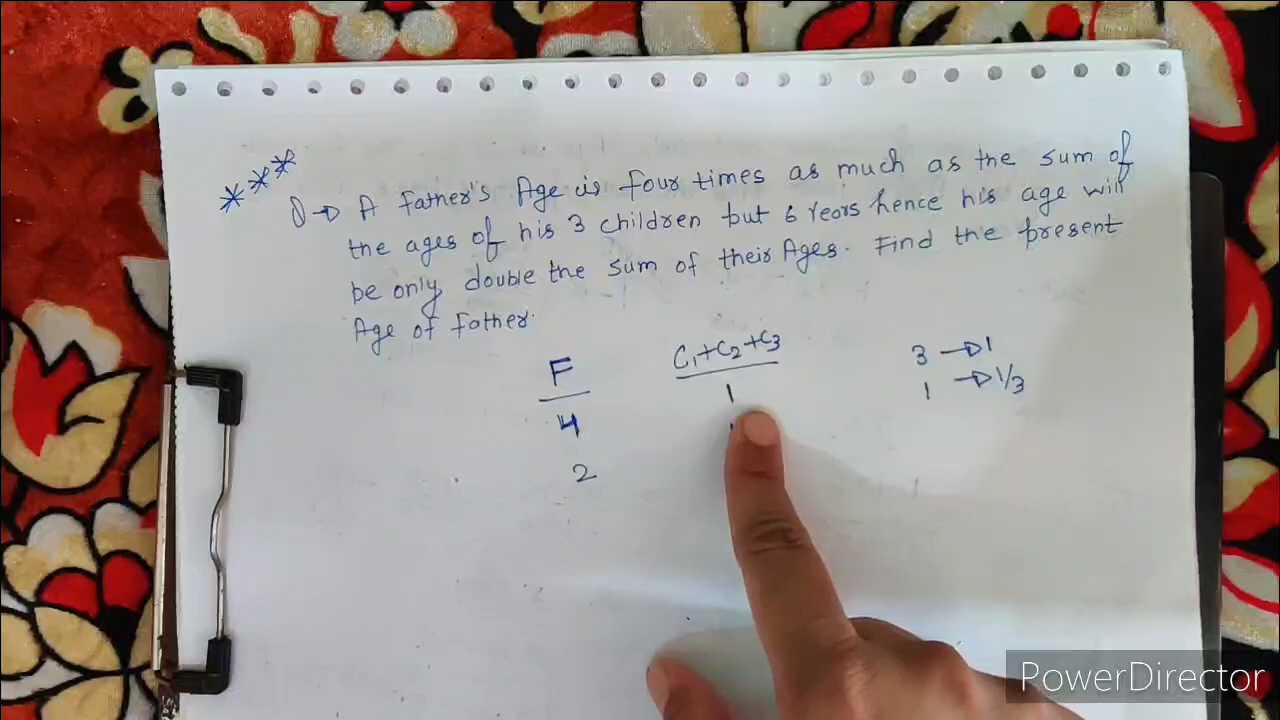 ***
Q→ A father's Age is four times as much as the sum of
the ages of his 3 children but 6 Years hence his age will
be only double the sum of their Ages. Find the present
Age of father.
F
C₁+C₂+C₃
3 → 1
4
1
1 → 1/3
2
PowerDirector